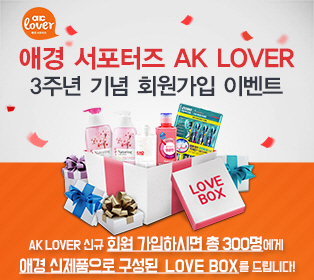 ac
lover
애경 서포터즈 AK LOVER
3주년 기념 회원가입 이벤트
LOVE
BOX
AK LOVER 신규 회원 가입하시면 총 300명에게
애경 신제품으로 구성된 LOVE BOX를 드립니다!